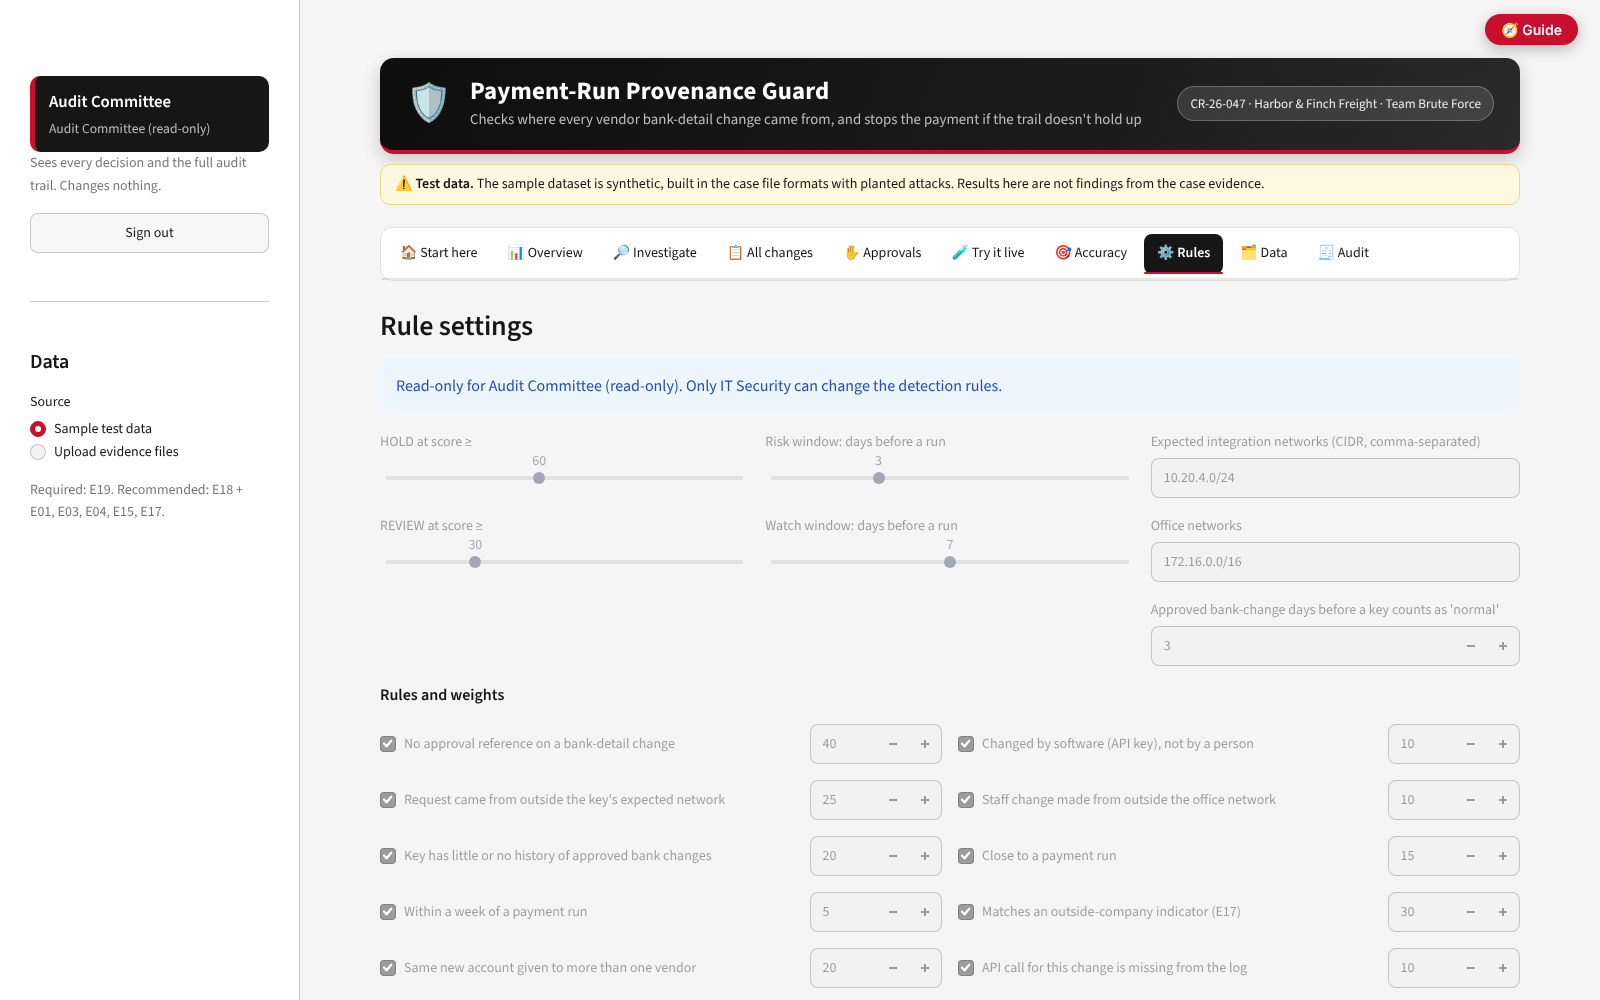 Guide
Audit Committee
Audit Committee (read-only)
Sees every decision and the full audit
trail. Changes nothing.
Sign out
Data
Source
Sample test data
Upload evidence files
Required: E19. Recommended: E18 +
E01, E03, E04, E15, E17.
Payment-Run Provenance Guard
Checks where every vendor bank-detail change came from, and stops the payment if the trail doesn't hold up
CR-26-047 · Harbor & Finch Freight · Team Brute Force
Test data. The sample dataset is synthetic, built in the case file formats with planted attacks. Results here are not findings from the case evidence.
Start here Overview Investigate All changes Approvals Try it live Accuracy Rules Data Audit
Rule settings
Read-only for Audit Committee (read-only). Only IT Security can change the detection rules.
HOLD at score ≥
60
Risk window: days before a run
3
Expected integration networks (CIDR, comma-separated)
10.20.4.0/24
REVIEW at score ≥
30
Watch window: days before a run
7
Office networks
172.16.0.0/16
Approved bank-change days before a key counts as 'normal'
3
Rules and weights
No approval reference on a bank-detail change 40
Changed by software (API key), not by a person 10
Request came from outside the key's expected network 25
Staff change made from outside the office network 10
Key has little or no history of approved bank changes 20
Close to a payment run 15
Within a week of a payment run 5
Matches an outside-company indicator (E17) 30
Same new account given to more than one vendor 20
API call for this change is missing from the log 10